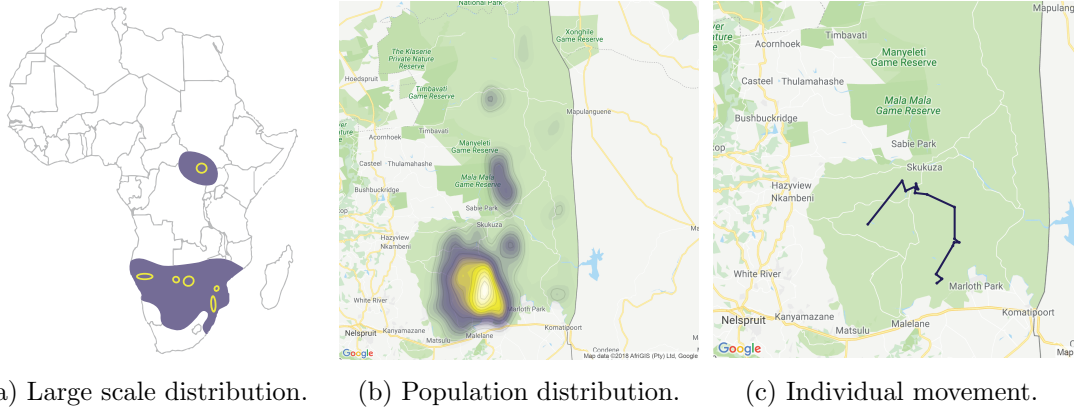 National Park
Xonghile
Game Reserve
The Klaserie
Private Nature
Reserve
Hoedspruit
Timbavati
Game Reserve
Mapulanguene
Acornhoek
Timbavati
Manyeleti
Game Reserve
Casteel
Thulamahashe
Mala Mala
Game Reserve
Bushbuckridge
Sabie Park
Skukuza
Hazyview
Nkambeni
White River
Marloth Park
Nelspruit
Kanyamazane
Komatipoort
Matsulu
Malelane
Google
Map data ©2018 AfriGIS (Pty) Ltd, Google
Mapulang
Timbavati
Acornhoek
Manyeleti
Game Reserve
Casteel
Thulamahashe
Mala Mala
Game Reserve
Bushbuckridge
Sabie Park
Skukuza
Hazyview
Nkambeni
White River
Marloth Park
Komatipoort
Nelspruit
Kanyamazane
Malelane
Matsulu
Google
Map
a) Large scale distribution.
(b) Population distribution.
(c) Individual movement.